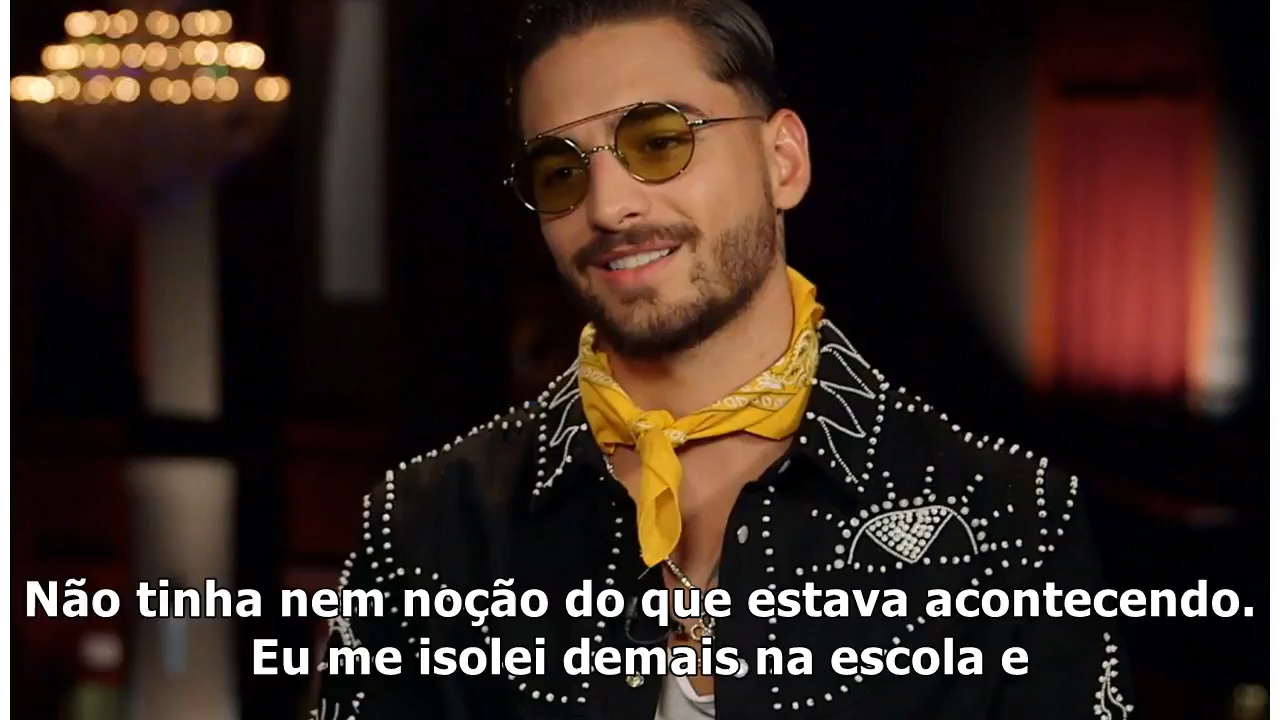 Não tinha nem noção do que estava acontecendo.
Eu me isolei demais na escola e